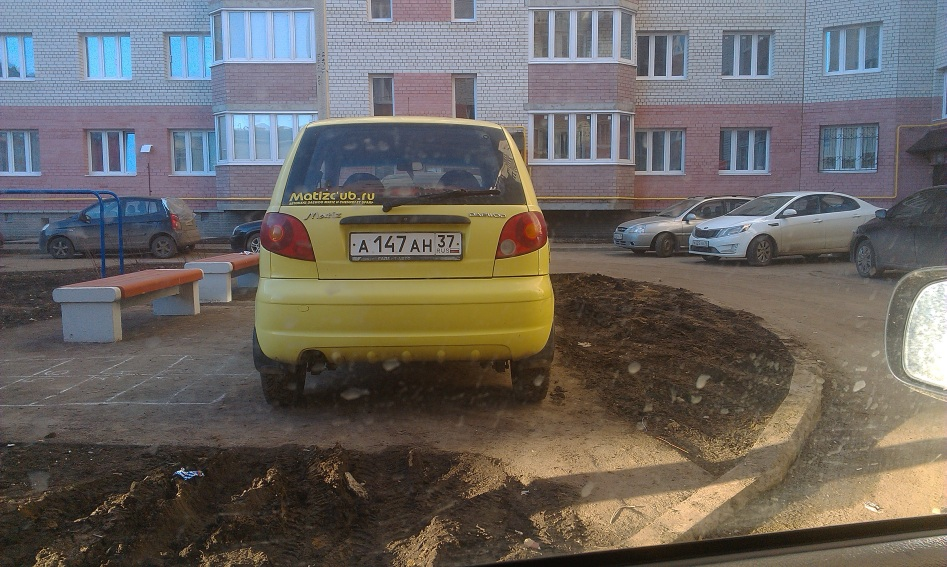 Matizclub.ru
Matiz DAEWOO
А 147 АН 37
RUS